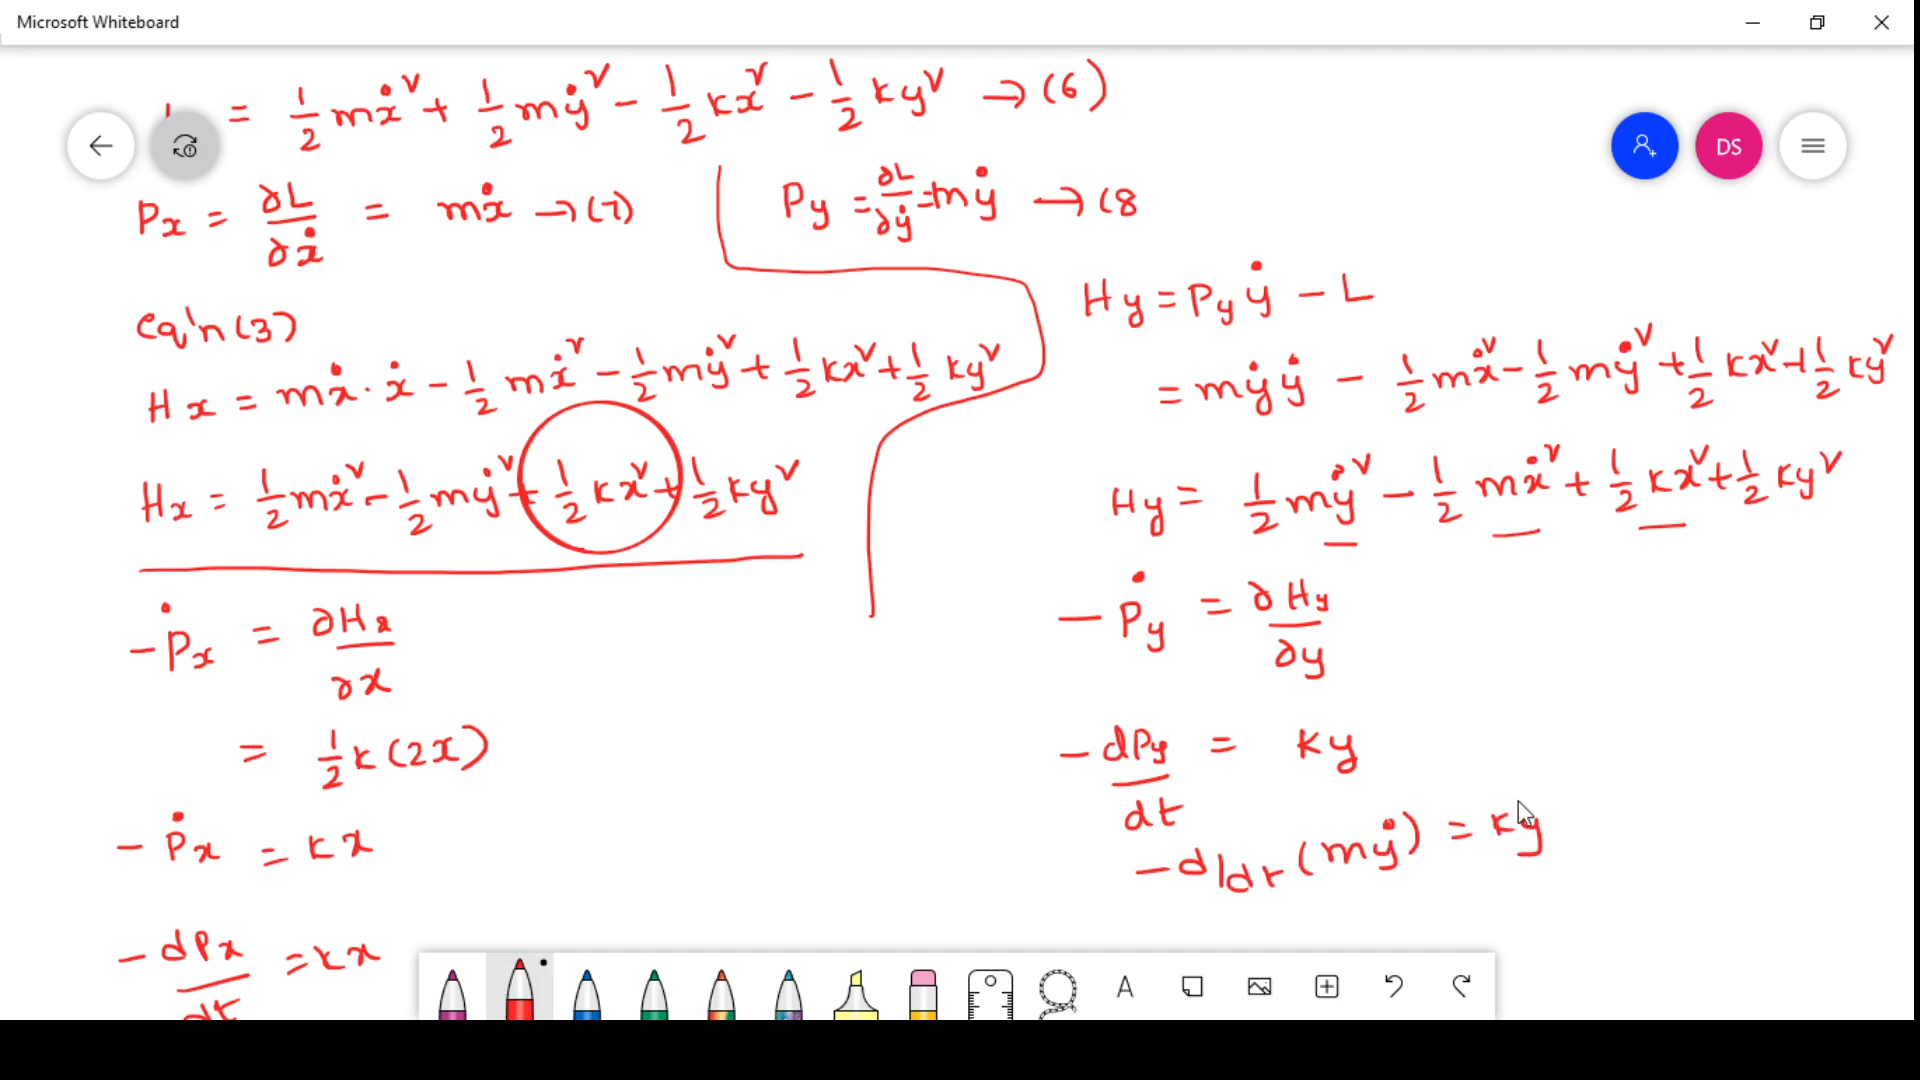 Microsoft Whiteboard
= 1/2 mẋ² + 1/2 mẏ² - 1/2 kx² - 1/2 ky² → (6)
Px = ∂L/∂ẋ = mẋ → (7)
Py = ∂L/∂ẏ = mẏ → (8
eq'n (3)
Hx = mẋ . ẋ - 1/2 mẋ² - 1/2 mẏ² + 1/2 kx² + 1/2 ky²
Hx = 1/2 mẋ² - 1/2 mẏ² + 1/2 kx² + 1/2 ky²
-Ṗx = ∂Hx/∂x
= 1/2 k (2x)
-Ṗx = kx
-dPx/dt = kx
Hy = Pyẏ - L
= mẏẏ - 1/2 mẋ² - 1/2 mẏ² + 1/2 kx² + 1/2 ky²
Hy = 1/2 mẏ² - 1/2 mẋ² + 1/2 kx² + 1/2 ky²
-Ṗy = ∂Hy/∂y
-dPy/dt = ky
-d/dt (mẏ) = ky
DS
A